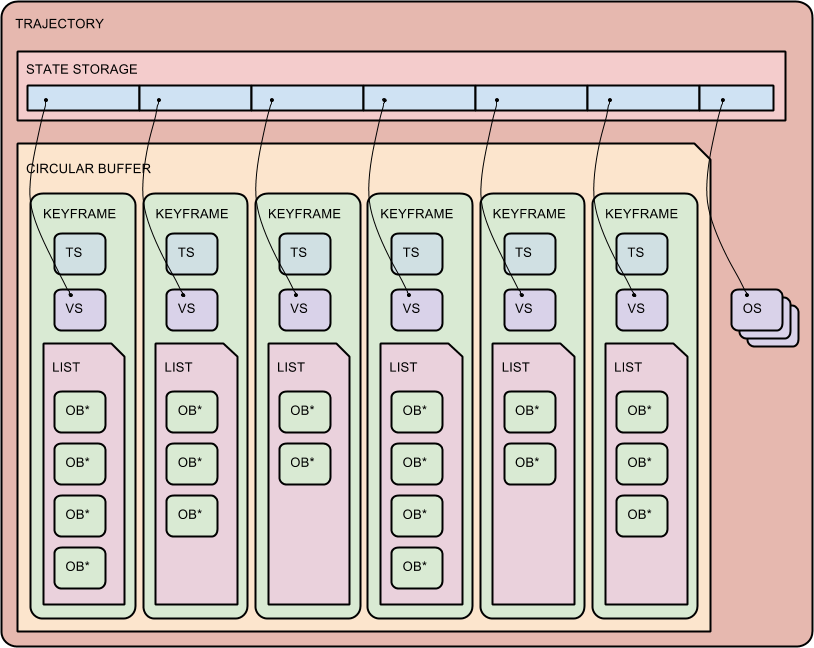 TRAJECTORY
STATE STORAGE
CIRCULAR BUFFER
KEYFRAME KEYFRAME KEYFRAME KEYFRAME KEYFRAME KEYFRAME
TS TS TS TS TS TS
VS VS VS VS VS VS OS
LIST LIST LIST LIST LIST LIST
OB* OB* OB* OB* OB* OB*
OB* OB* OB* OB* OB* OB*
OB* OB* OB* OB*
OB* OB*